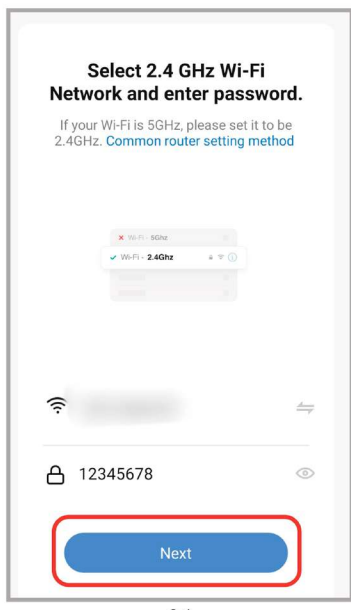 Select 2.4 GHz Wi-Fi
Network and enter password.
If your Wi-Fi is 5GHz, please set it to be
2.4GHz. Common router setting method
Wi-Fi - 5Ghz
Wi-Fi - 2.4Ghz
12345678
Next